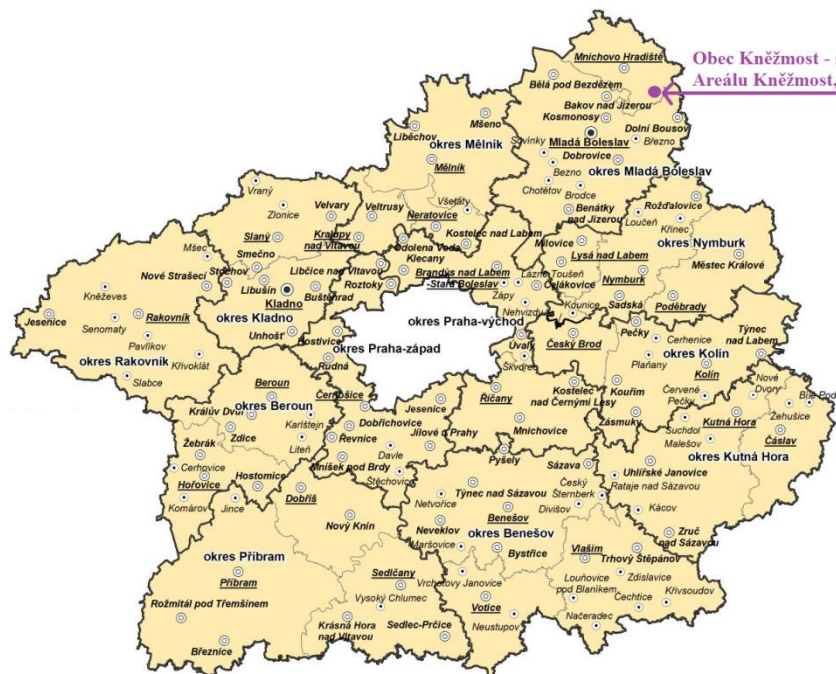 Obec Kněžmost -
Areálu Kněžmost,
Mnichovo Hradiště
Bělá pod Bezdězem
Bakov nad Jizerou
Kosmonosy
Dolní Bousov
Mšeno
Liběchov
okres Mělník
Mladá Boleslav
Březno
Dobrovice
Mělník
Bezno
okres Mladá Boleslav
Chotětov
Brodce
Vraný
Zlonice
Velvary
Veltrusy
Všetaty
Benátky
nad Jizerou
Rožďalovice
Loučeň
Křinec
Slaný
Kralupy
nad Vltavou
Neratovice
Kostelec nad Labem
Milovice
okres Nymburk
Mšec
Smečno
Odolena Voda
Klecany
Lysá nad Labem
Městec Králové
Nové Strašecí
Stochov
Libčice nad Vltavou
Brandýs nad Labem
-Stará Boleslav
Lázně Toušeň
Čelákovice
Nymburk
Libušín
Roztoky
Zápy
Kněževes
Kladno
Buštěhrad
Nehvizdy
Kounice
Sadská
Poděbrady
Jesenice
Rakovník
okres Kladno
okres Praha-východ
Senomaty
Unhošť
Hostivice
Úvaly
Český Brod
Pečky
Cerhenice
Týnec
nad Labem
Pavlíkov
okres Praha-západ
Škvorec
okres Kolín
okres Rakovník
Křivoklát
Rudná
Plaňany
Kolín
Slabce
Beroun
Černošice
Říčany
Kostelec
nad Černými Lesy
Kouřim
Červené
Pečky
Nové
Dvory
Králův Dvůr
okres Beroun
Jesenice
Zásmuky
Žehušice
Karlštejn
Dobřichovice
Mnichovice
Suchdol
Kutná Hora
Žebrák
Zdice
Řevnice
Jílové u Prahy
Malešov
Čáslav
Liteň
Davle
Cerhovice
Mníšek pod Brdy
Pyšely
Sázava
Uhlířské Janovice
okres Kutná Hora
Hořovice
Hostomice
Štěchovice
Český
Šternberk
Rataje nad Sázavou
Komárov
Jince
Dobříš
Netvořice
Týnec nad Sázavou
Divišov
Kácov
Nový Knín
Neveklov
Benešov
okres Benešov
Zruč
nad Sázavou
okres Příbram
Maršovice
Bystřice
Vlašim
Trhový Štěpánov
Příbram
Sedlčany
Vrchotovy Janovice
Louňovice
pod Blaníkem
Zdislavice
Křivsoudov
Rožmitál pod Třemšínem
Vysoký Chlumec
Votice
Čechtice
Krásná Hora
nad Vltavou
Sedlec-Prčice
Neustupov
Načeradec
Březnice